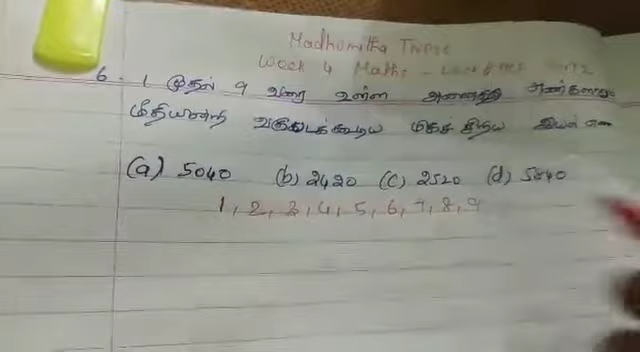 Madhumitha TNPSC
Week 4 Maths -
6. 1 முதல் 9 வரை உள்ள அனைத்து எண்களாலும்
மீதியின்றி வகுபடக்கூடிய மிகச் சிறிய இயல் எண்
(a) 5040 (b) 2420 (c) 2520 (d) 5840
1, 2, 3, 4, 5, 6, 7, 8, 9